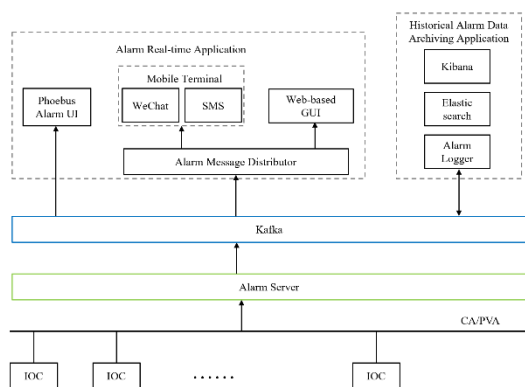 Alarm Real-time Application
Historical Alarm Data
Archiving Application
Mobile Terminal
Phoebus
Alarm UI
WeChat
SMS
Web-based
GUI
Kibana
Elastic
search
Alarm
Logger
Alarm Message Distributor
Kafka
Alarm Server
CA/PVA
IOC
IOC
......
IOC